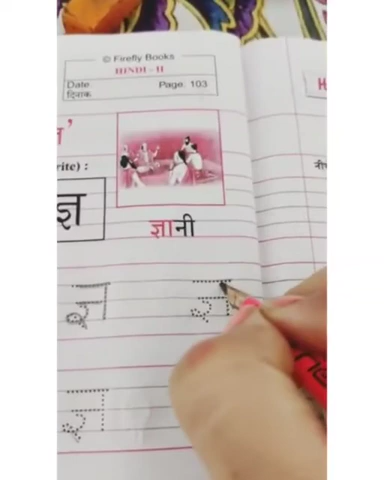 © Firefly Books
HINDI - II
Date
दिनांक
Page: 103
rite) :
ज्ञ
ज्ञानी
ज्ञ
ज्ञ
ज्ञ